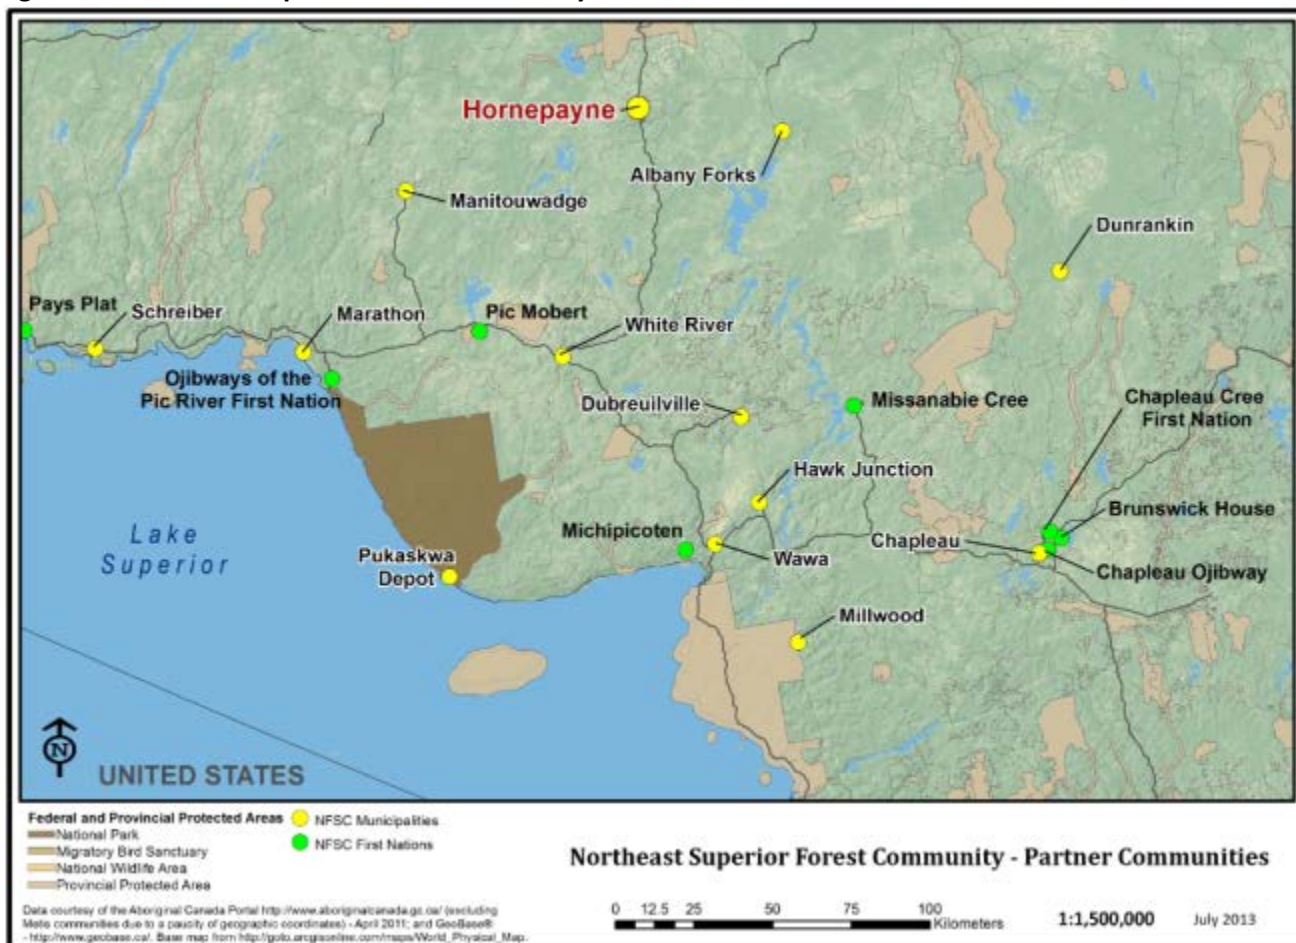 Hornepayne
Albany Forks
Manitouwadge
Dunrankin
Pays Plat
Schreiber
Marathon
Pic Mobert
White River
Ojibways of the
Pic River First Nation
Dubreuilville
Missanabie Cree
Chapleau Cree
First Nation
Hawk Junction
Brunswick House
Michipicoten
Chapleau
Wawa
Lake
Superior
Pukaskwa
Depot
Chapleau Ojibway
Millwood
N
UNITED STATES
Federal and Provincial Protected Areas
National Park
Migratory Bird Sanctuary
National Wildlife Area
Provincial Protected Area
NFSC Municipalities
NFSC First Nations
Northeast Superior Forest Community - Partner Communities
Data courtesy of the Aboriginal Canada Portal http://www.aboriginalcanada.gc.ca/ (excluding
Metis communities due to a paucity of geographic coordinates) - April 2011; and GeoBase®
- http://www.geobase.ca/. Base map from http://goto.arcgisonline.com/maps/World_Physical_Map.
0 12.5 25 50 75 100
Kilometers
1:1,500,000
July 2013